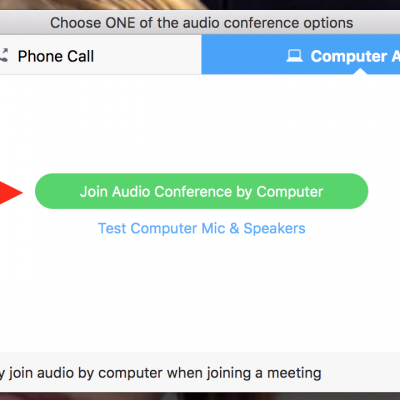 Choose ONE of the audio conference options
Phone Call
Computer A
Join Audio Conference by Computer
Test Computer Mic & Speakers
y join audio by computer when joining a meeting